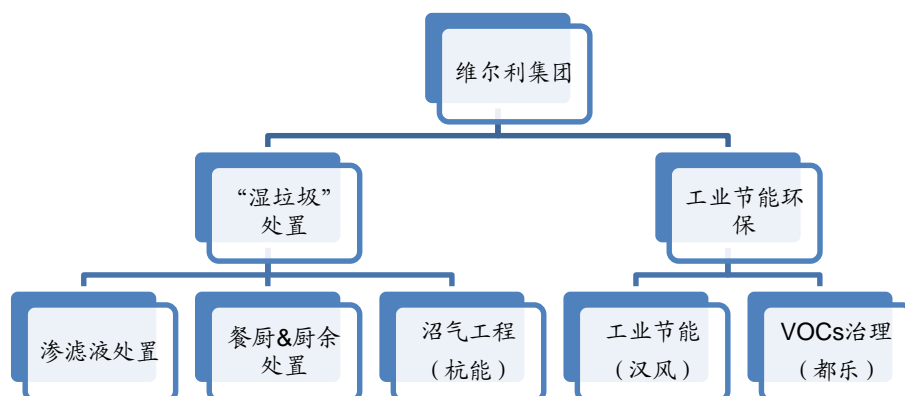 维尔利集团
“湿垃圾”
处置
工业节能环
保
渗滤液处置
餐厨&厨余
处置
沼气工程
（杭能）
工业节能
（汉风）
VOCs治理
（都乐）